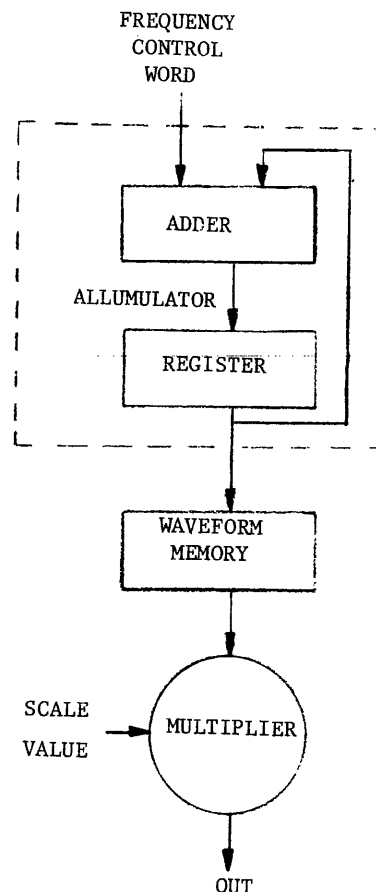 FREQUENCY
CONTROL
WORD
ADDER
ALLUMULATOR
REGISTER
WAVEFORM
MEMORY
SCALE
VALUE
MULTIPLIER
OUT